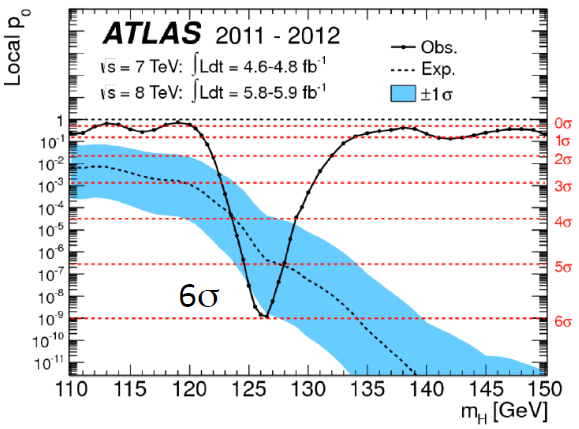 Local p₀
ATLAS 2011 - 2012
√s = 7 TeV: ∫Ldt = 4.6-4.8 fb⁻¹
√s = 8 TeV: ∫Ldt = 5.8-5.9 fb⁻¹
Obs.
Exp.
±1σ
1
10⁻¹
10⁻²
10⁻³
10⁻⁴
10⁻⁵
10⁻⁶
10⁻⁷
10⁻⁸
10⁻⁹
10⁻¹⁰
10⁻¹¹
0σ
1σ
2σ
3σ
4σ
5σ
6σ
6σ
110 115 120 125 130 135 140 145 150
m_H [GeV]